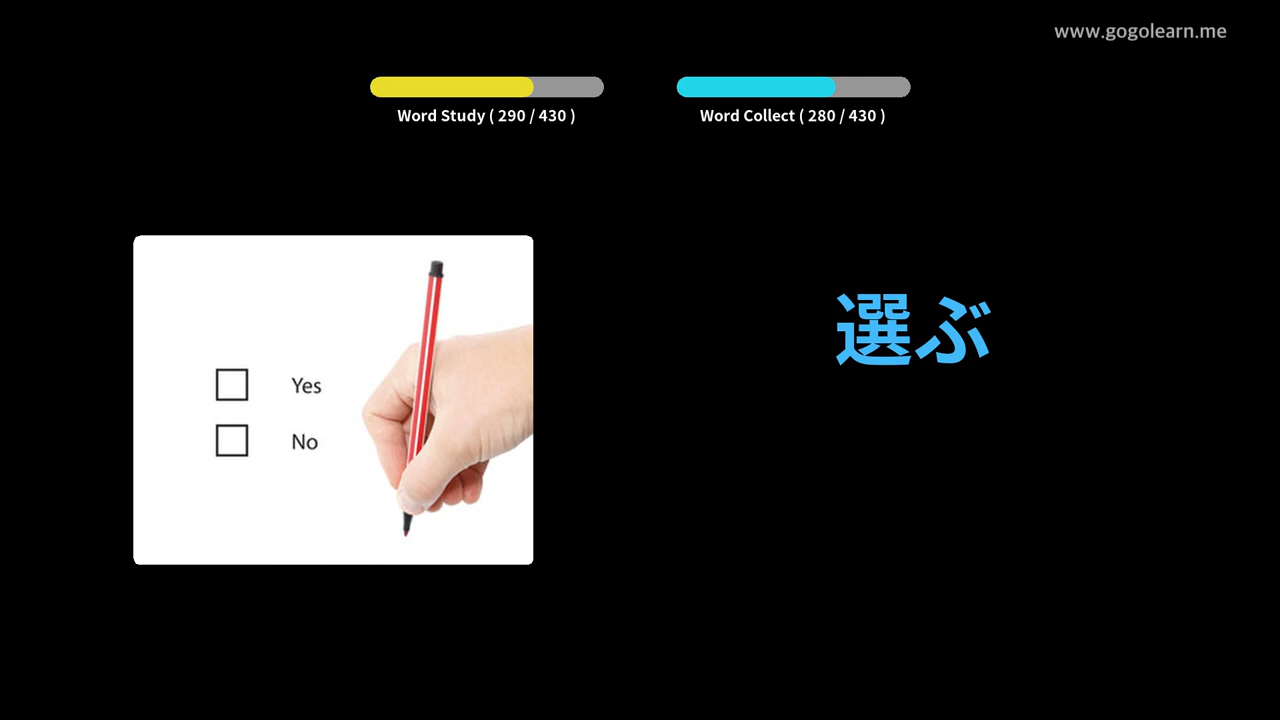 www.gogolearn.me
Word Study ( 290 / 430 )
Word Collect ( 280 / 430 )
Yes
No
選ぶ